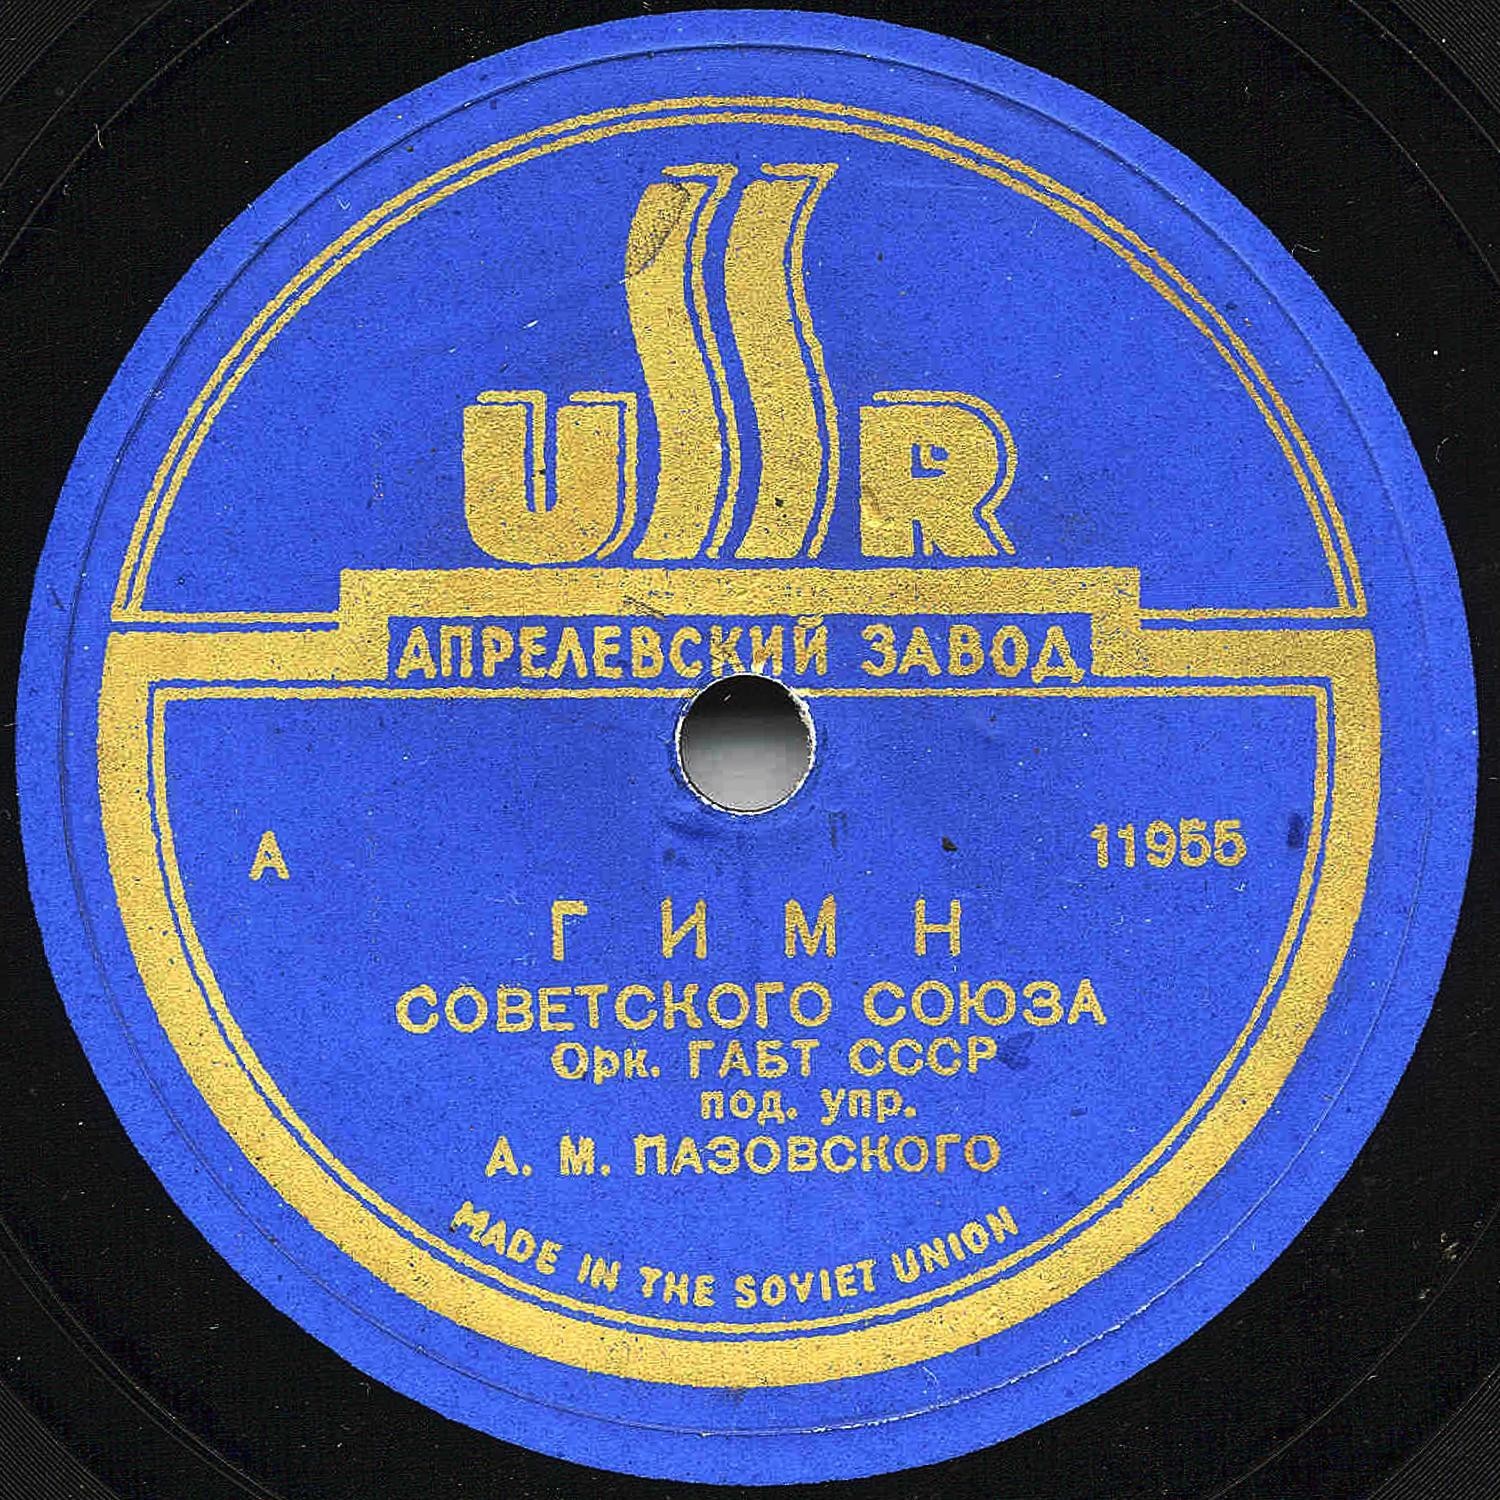 USSR
АПРЕЛЕВСКИЙ ЗАВОД
А 11955
ГИМН
СОВЕТСКОГО СОЮЗА
Орк. ГАБТ СССР
под. упр.
А. М. ПАЗОВСКОГО
MADE IN THE SOVIET UNION